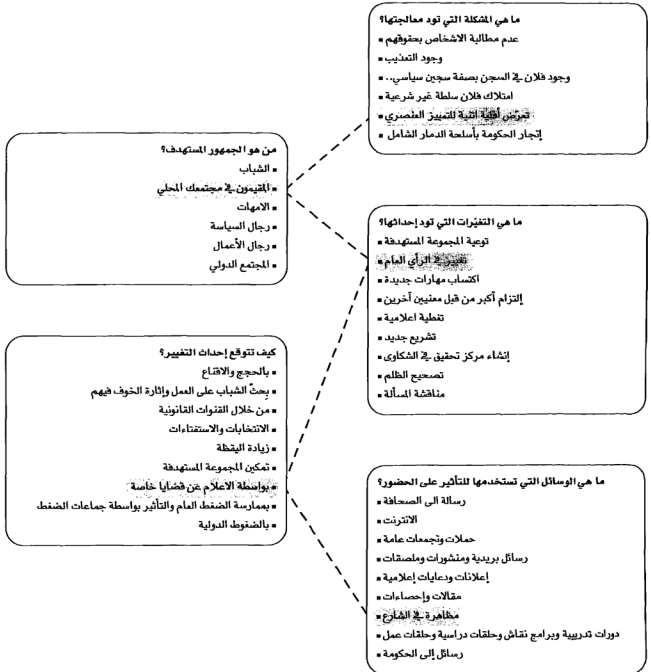 ما هي المشكلة التي تود معالجتها؟
عدم مطالبة الاشخاص بحقوقهم ▪
وجود التعذيب ▪
وجود فلان في السجن بصفة سجين سياسي.. ▪
امتلاك فلان سلطة غير شرعية ▪
تعرّض أقلية اثنية للتمييز العنصري ▪
إتجار الحكومة بأسلحة الدمار الشامل ▪
من هو الجمهور المستهدف؟
▪ الشباب
▪ المقيمون في مجتمعك المحلي
▪ الامهات
▪ رجال السياسة
▪ رجال الأعمال
▪ المجتمع الدولي
ما هي التغيّرات التي تود إحداثها؟
توعية المجموعة المستهدفة ▪
تغيير في الرأي العام ▪
اكتساب مهارات جديدة ▪
إلتزام أكبر من قبل معنيين آخرين ▪
تغطية اعلامية ▪
تشريع جديد ▪
إنشاء مركز تحقيق في الشكاوى ▪
تصحيح الظلم ▪
مناقشة المسألة ▪
كيف تتوقع إحداث التغيير؟
▪ بالحجج والاقناع
▪ بحثّ الشباب على العمل وإثارة الخوف فيهم
▪ من خلال القنوات القانونية
▪ الانتخابات والاستفتاءات
▪ زيادة اليقظة
▪ تمكين المجموعة المستهدفة
▪ بواسطة الاعلام عن قضايا خاصة
▪ بممارسة الضغط العام والتأثير بواسطة جماعات الضغط
▪ بالضغوط الدولية
ما هي الوسائل التي تستخدمها للتأثير على الحضور؟
رسالة الى الصحافة ▪
الانترنت ▪
حملات وتجمعات عامة ▪
رسائل بريدية ومنشورات وملصقات ▪
إعلانات ودعايات إعلامية ▪
مقالات وإحصاءات ▪
مظاهرة في الشارع ▪
دورات تدريبية وبرامج نقاش وحلقات دراسية وحلقات عمل ▪
رسائل إلى الحكومة ▪